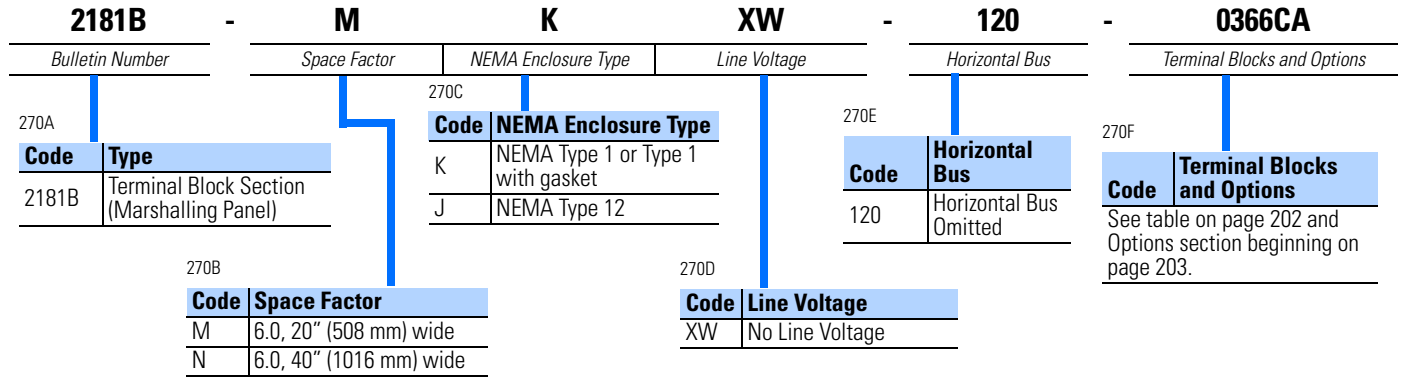 2181B - M K XW - 120 - 0366CA
Bulletin Number Space Factor NEMA Enclosure Type Line Voltage Horizontal Bus Terminal Blocks and Options
270A
Code Type
2181B Terminal Block Section
(Marshalling Panel)
270B
Code Space Factor
M 6.0, 20” (508 mm) wide
N 6.0, 40” (1016 mm) wide
270C
Code NEMA Enclosure Type
K NEMA Type 1 or Type 1
with gasket
J NEMA Type 12
270D
Code Line Voltage
XW No Line Voltage
270E
Code Horizontal
Bus
120 Horizontal Bus
Omitted
270F
Code Terminal Blocks
and Options
See table on page 202 and
Options section beginning on
page 203.